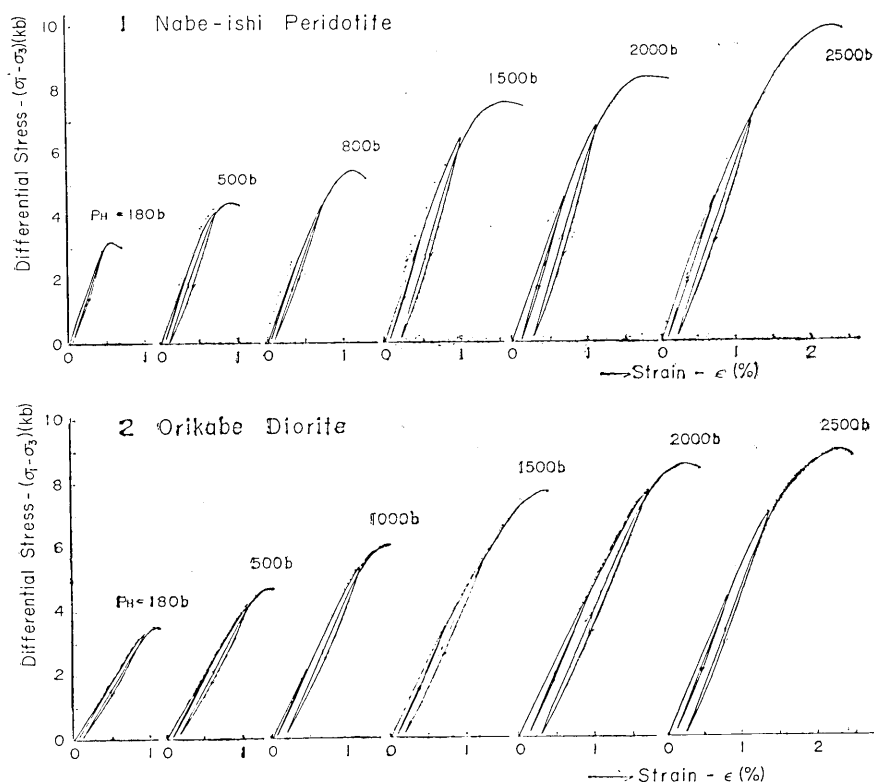 1 Nabe-ishi Peridotite
Differential Stress - (σ1-σ3)(kb)
10
8
6
4
2
0
PH = 180b
500b
800b
1500b
2000b
2500b
0 1 0 1 0 1 0 1 0 1 0 1 2
Strain - ε (%)
2 Orikabe Diorite
Differential Stress - (σ1-σ3)(kb)
10
8
6
4
2
0
PH = 180b
500b
1000b
1500b
2000b
2500b
0 1 0 1 0 1 0 1 0 1 0 1 2
Strain - ε (%)